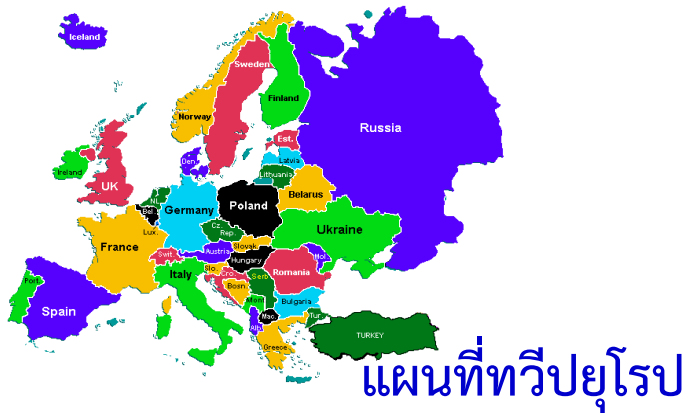 Iceland
Sweden
Finland
Norway
Russia
Est.
Latvia
Lithuania
Den.
Ireland
UK
NL
Bel.
Lux.
Germany
Poland
Belarus
Cz.
Rep.
Ukraine
Slovak.
France
Swit.
Austria
Hungary
Mol.
Romania
Italy
Slo.
Cro.
Bosn.
Serb
Mont
Bulgaria
Port.
Spain
Mac.
Alb.
Tur.
Greece
TURKEY
แผนที่ทวีปยุโรป